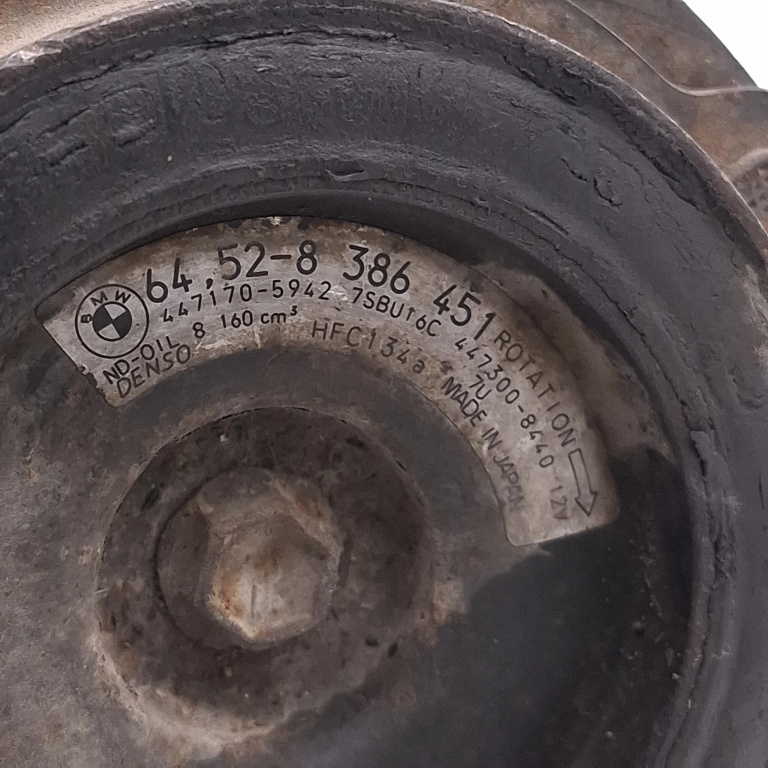 BMW
64.52-8 386 451 ROTATION
447170-5942 7SBU16C 447300-8440 12V
ND-OIL 8 160 cm³ HFC134a 7U
DENSO MADE IN JAPAN